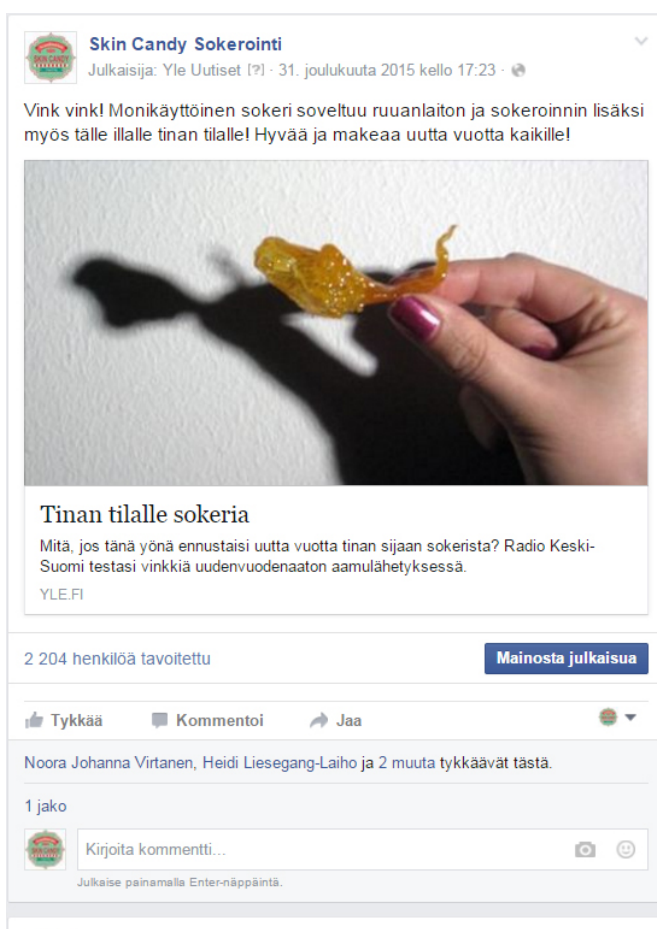 Skin Candy Sokerointi
Julkaisija: Yle Uutiset [?] · 31. joulukuuta 2015 kello 17:23 ·
Vink vink! Monikäyttöinen sokeri soveltuu ruuanlaiton ja sokeroinnin lisäksi
myös tälle illalle tinan tilalle! Hyvää ja makeaa uutta vuotta kaikille!
Tinan tilalle sokeria
Mitä, jos tänä yönä ennustaisi uutta vuotta tinan sijaan sokerista? Radio Keski-
Suomi testasi vinkkiä uudenvuodenaaton aamulähetyksessä.
YLE.FI
2 204 henkilöä tavoitettu
Mainosta julkaisua
Tykkää Kommentoi Jaa
Noora Johanna Virtanen, Heidi Liesegang-Laiho ja 2 muuta tykkäävät tästä.
1 jako
Kirjoita kommentti...
Julkaise painamalla Enter-näppäintä.